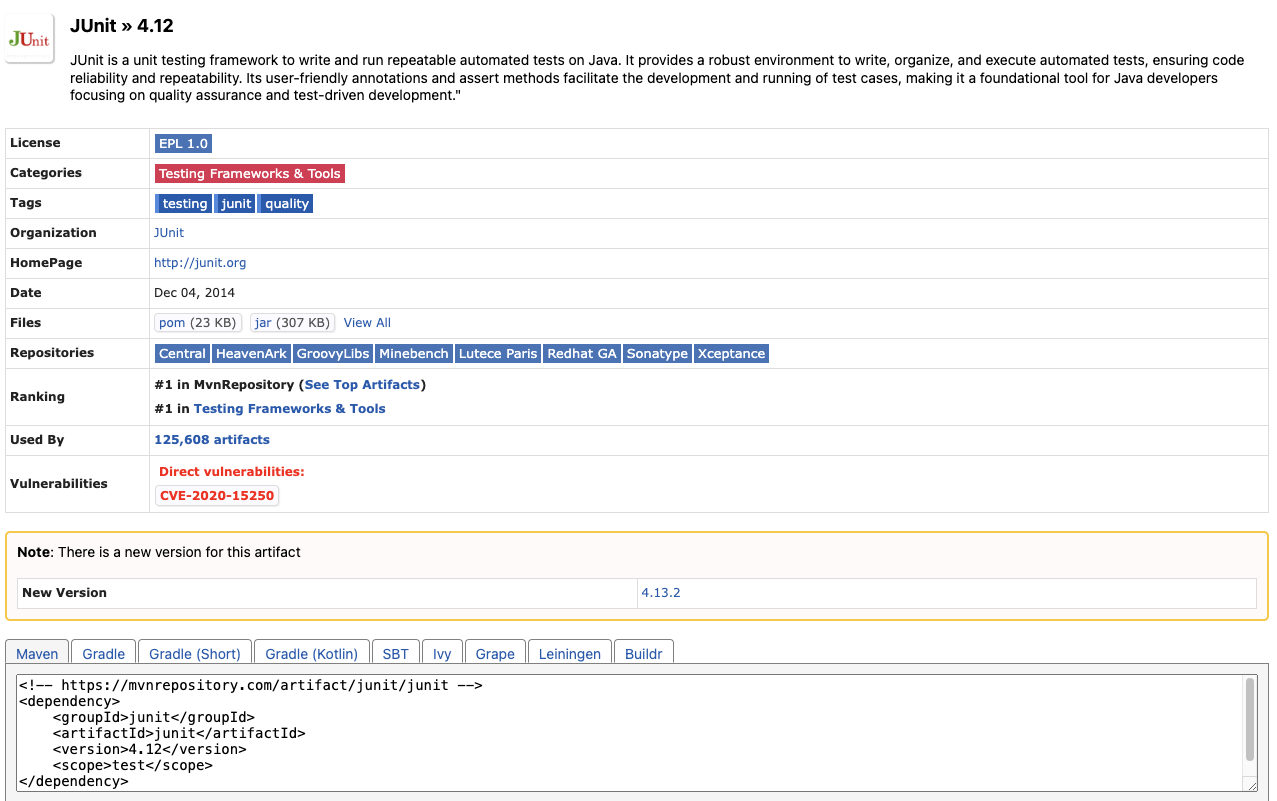 JUnit
JUnit » 4.12
JUnit is a unit testing framework to write and run repeatable automated tests on Java. It provides a robust environment to write, organize, and execute automated tests, ensuring code
reliability and repeatability. Its user-friendly annotations and assert methods facilitate the development and running of test cases, making it a foundational tool for Java developers
focusing on quality assurance and test-driven development."
License EPL 1.0
Categories Testing Frameworks & Tools
Tags testing junit quality
Organization JUnit
HomePage http://junit.org
Date Dec 04, 2014
Files pom (23 KB) jar (307 KB) View All
Repositories Central HeavenArk GroovyLibs Minebench Lutece Paris Redhat GA Sonatype Xceptance
Ranking #1 in MvnRepository (See Top Artifacts)
#1 in Testing Frameworks & Tools
Used By 125,608 artifacts
Vulnerabilities Direct vulnerabilities:
CVE-2020-15250
Note: There is a new version for this artifact
New Version 4.13.2
Maven Gradle Gradle (Short) Gradle (Kotlin) SBT Ivy Grape Leiningen Buildr
<!-- https://mvnrepository.com/artifact/junit/junit -->
<dependency>
    <groupId>junit</groupId>
    <artifactId>junit</artifactId>
    <version>4.12</version>
    <scope>test</scope>
</dependency>